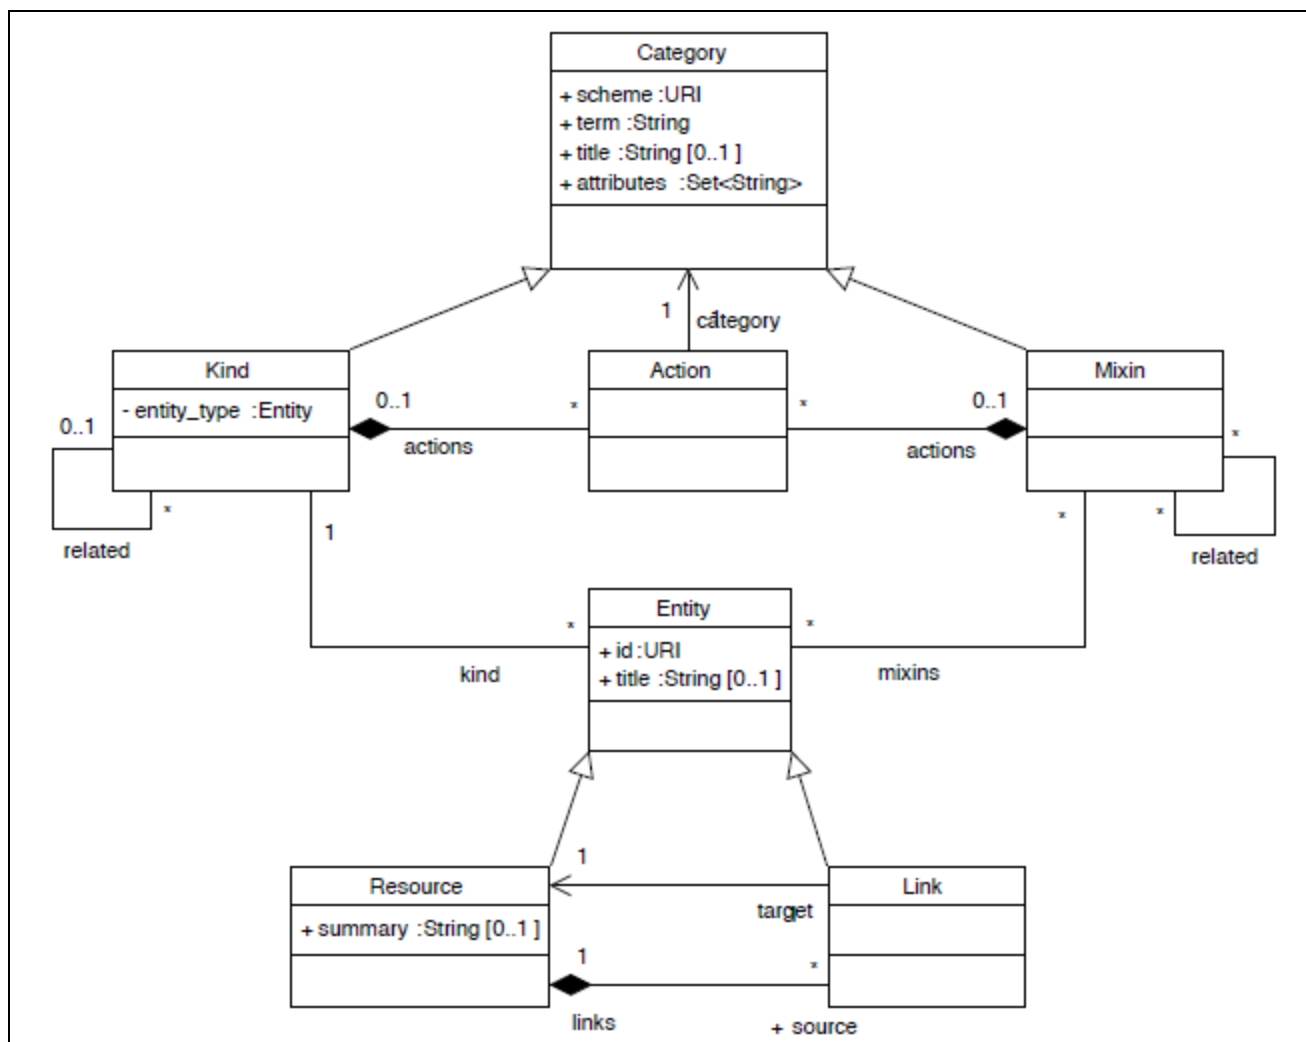 Category
+ scheme :URI
+ term :String
+ title :String [0..1 ]
+ attributes :Set<String>
1
category
Kind
- entity_type :Entity
Action
Mixin
0..1
0..1
*
actions
*
0..1
actions
*
*
related
*
related
1
*
kind
*
*
mixins
Entity
+ id :URI
+ title :String [0..1 ]
Resource
+ summary :String [0..1 ]
1
target
Link
1
*
links
+ source